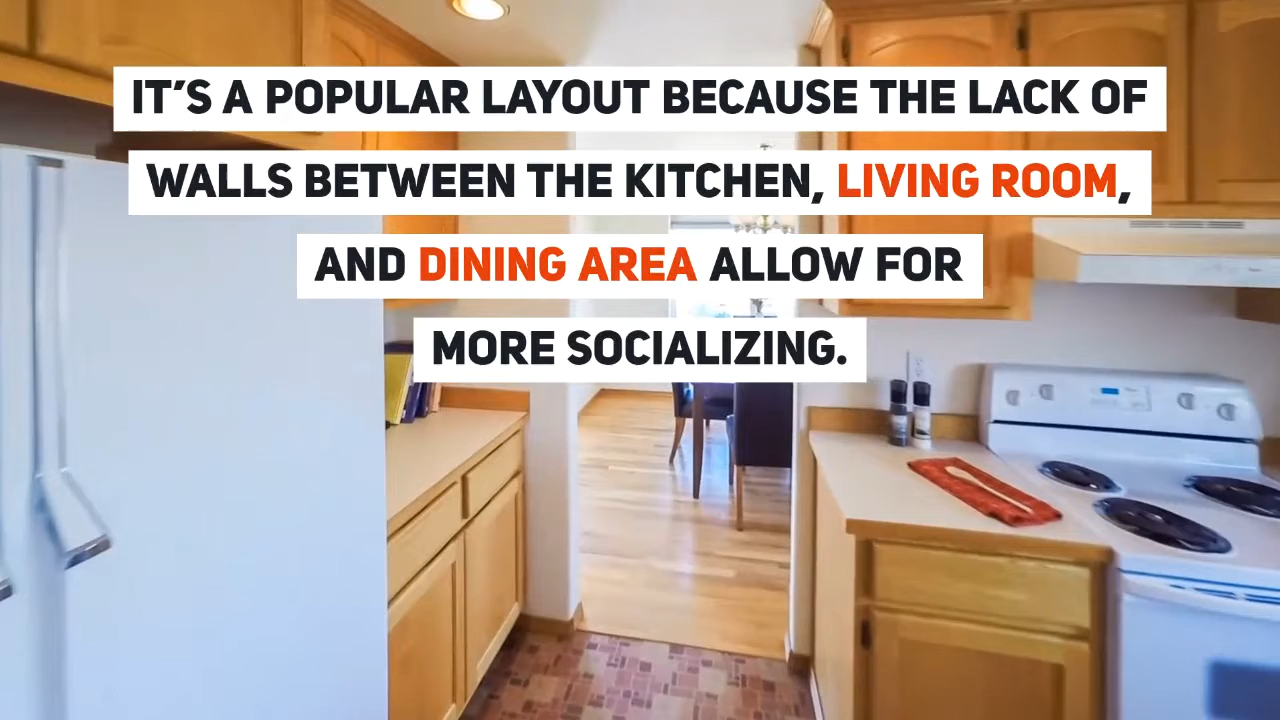 IT'S A POPULAR LAYOUT BECAUSE THE LACK OF
WALLS BETWEEN THE KITCHEN, LIVING ROOM,
AND DINING AREA ALLOW FOR
MORE SOCIALIZING.